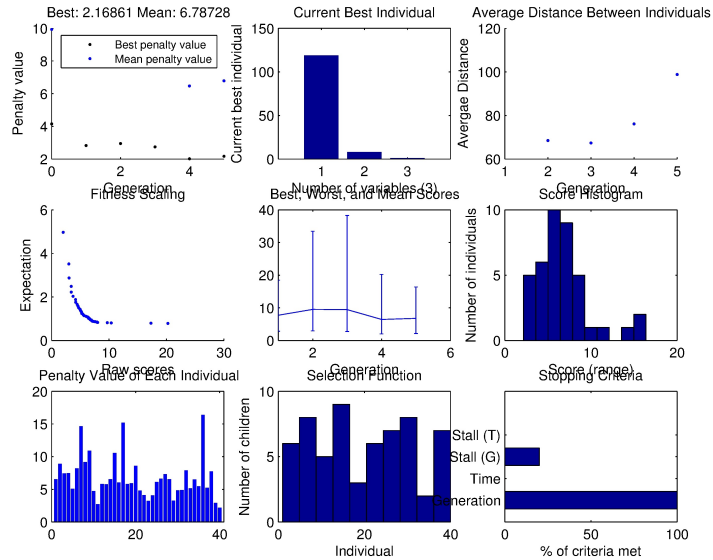 Best: 2.16861 Mean: 6.78728
Penalty value
10
8
6
4
2
0
2
4
Generation
Best penalty value
Mean penalty value
Current Best Individual
Current best individual
150
100
50
0
1
2
3
Number of variables (3)
Average Distance Between Individuals
Avergae Distance
120
100
80
60
1
2
3
4
5
Generation
Fitness Scaling
Expectation
6
4
2
0
0
10
20
30
Raw scores
Best, Worst, and Mean Scores
40
30
20
10
0
2
4
6
Generation
Score Histogram
Number of individuals
10
5
0
0
10
20
Score (range)
Penalty Value of Each Individual
20
15
10
5
0
0
10
20
30
40
Selection Function
Number of children
10
8
6
4
2
0
0
10
20
30
40
Individual
Stopping Criteria
Stall (T)
Stall (G)
Time
Generation
0
50
100
% of criteria met